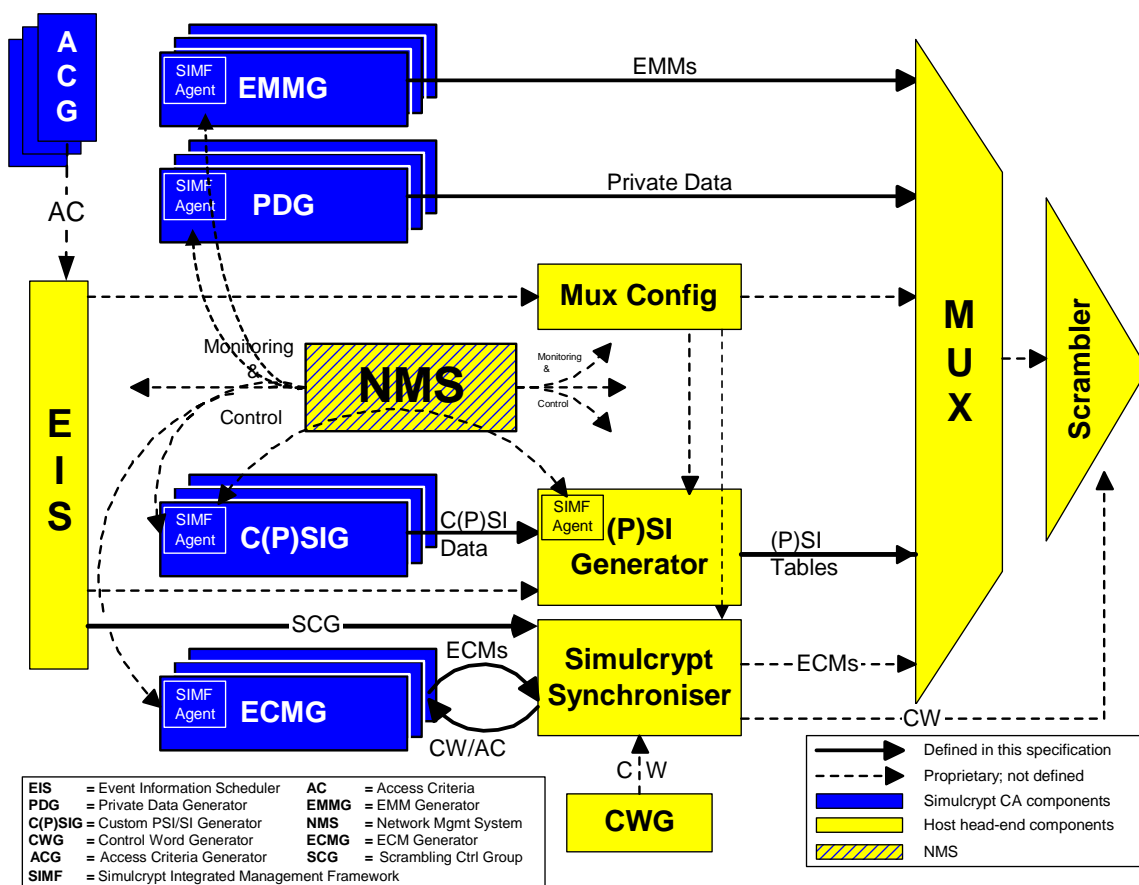 A
C
G
SIMF
Agent
EMMG
EMMs
SIMF
Agent
PDG
Private Data
AC
Mux Config
M
U
X
Scrambler
Monitoring
&
Control
NMS
Monitoring
&
Control
E
I
S
SIMF
Agent
C(P)SIG
C(P)SI
Data
SIMF
Agent
(P)SI
Generator
(P)SI
Tables
SCG
SIMF
Agent
ECMG
ECMs
CW/AC
Simulcrypt
Synchroniser
ECMs
CW
C W
CWG
EIS = Event Information Scheduler
PDG = Private Data Generator
C(P)SIG = Custom PSI/SI Generator
CWG = Control Word Generator
ACG = Access Criteria Generator
SIMF = Simulcrypt Integrated Management Framework
AC = Access Criteria
EMMG = EMM Generator
NMS = Network Mgmt System
ECMG = ECM Generator
SCG = Scrambling Ctrl Group
Defined in this specification
Proprietary; not defined
Simulcrypt CA components
Host head-end components
NMS